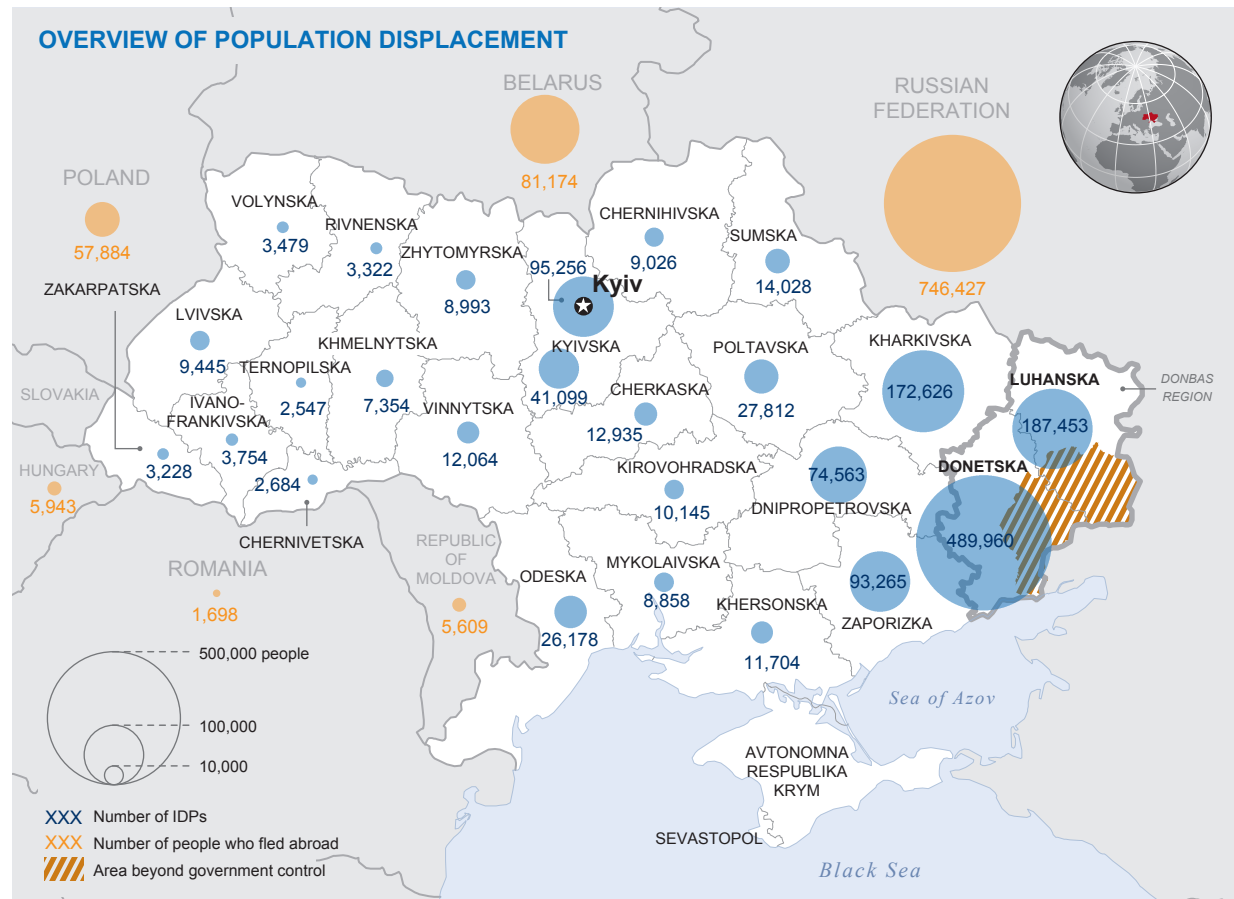 OVERVIEW OF POPULATION DISPLACEMENT
BELARUS
81,174
RUSSIAN
FEDERATION
746,427
POLAND
57,884
VOLYNSKA
3,479
RIVNENSKA
3,322
ZHYTOMYRSKA
8,993
95,256
Kyiv
CHERNIHIVSKA
9,026
SUMSKA
14,028
ZAKARPATSKA
LVIVSKA
9,445
KHMELNYTSKA
7,354
TERNOPILSKA
2,547
KYIVSKA
41,099
POLTAVSKA
27,812
KHARKIVSKA
172,626
LUHANSKA
187,453
DONBAS
REGION
SLOVAKIA
IVANO-
FRANKIVSKA
3,754
VINNYTSKA
12,064
CHERKASKA
12,935
HUNGARY
5,943
3,228
2,684
CHERNIVETSKA
KIROVOHRADSKA
10,145
74,563
DNIPROPETROVSKA
DONETSKA
489,960
ROMANIA
1,698
REPUBLIC
OF
MOLDOVA
5,609
ODESKA
26,178
MYKOLAIVSKA
8,858
KHERSONSKA
11,704
93,265
ZAPORIZKA
500,000 people
100,000
10,000
Sea of Azov
AVTONOMNA
RESPUBLIKA
KRYM
SEVASTOPOL
Black Sea
XXX Number of IDPs
XXX Number of people who fled abroad
Area beyond government control